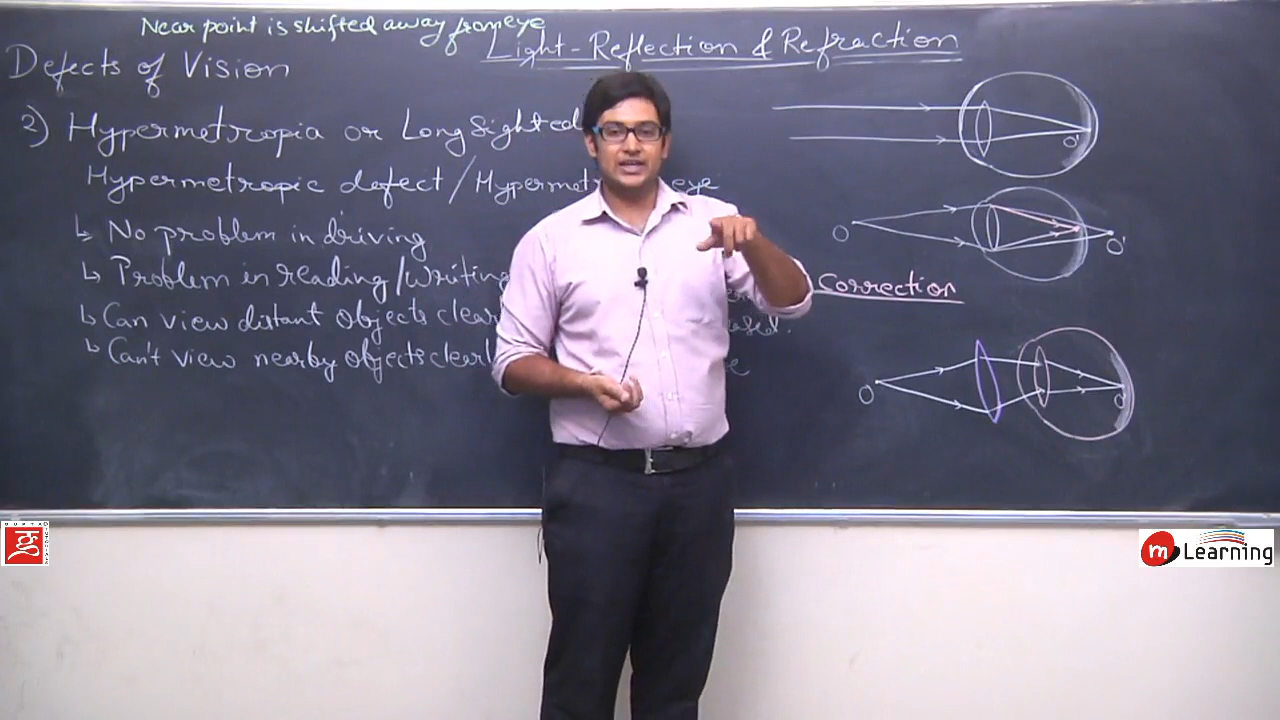 Near point is shifted away from eye
Light - Reflection & Refraction
Defects of Vision
2) Hypermetropia or Long Sighted
Hypermetropic defect / Hypermet eye
↳ No problem in driving
↳ Problem in reading/writing
↳ Can view distant objects clear
↳ Can't view nearby objects clearl
Correction
O'
O
O'
O
O'
GUPTA
m Learning